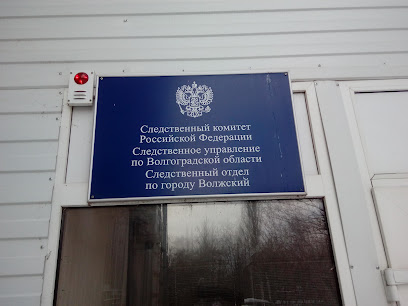 Следственный комитет
Российской Федерации
Следственное управление
по Волгоградской области
Следственный отдел
по городу Волжский